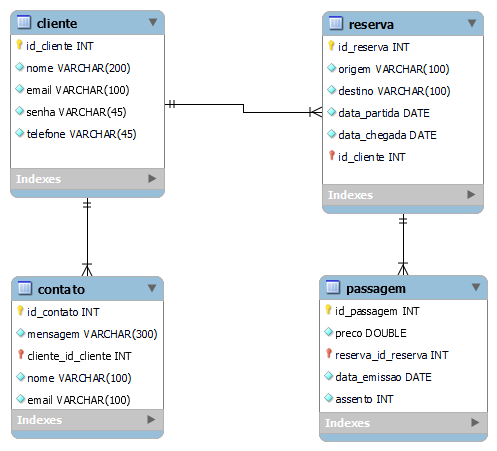 cliente
id_cliente INT
nome VARCHAR(200)
email VARCHAR(100)
senha VARCHAR(45)
telefone VARCHAR(45)
Indexes
reserva
id_reserva INT
origem VARCHAR(100)
destino VARCHAR(100)
data_partida DATE
data_chegada DATE
id_cliente INT
Indexes
contato
id_contato INT
mensagem VARCHAR(300)
cliente_id_cliente INT
nome VARCHAR(100)
email VARCHAR(100)
Indexes
passagem
id_passagem INT
preco DOUBLE
reserva_id_reserva INT
data_emissao DATE
assento INT
Indexes